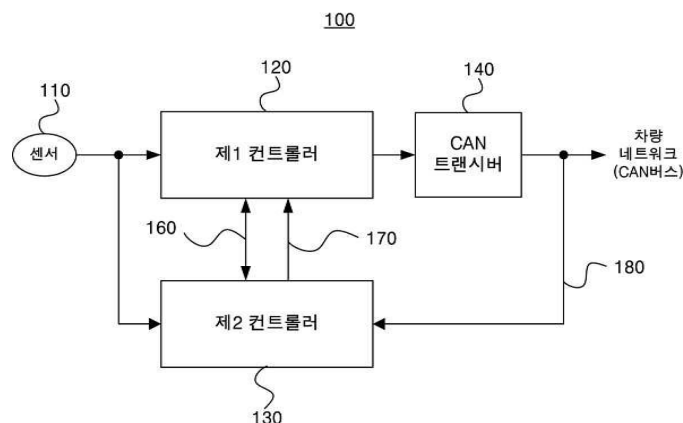 100
110
120
140
센서
제1 컨트롤러
CAN
트랜시버
차량
네트워크
(CAN버스)
160
170
180
제2 컨트롤러
130